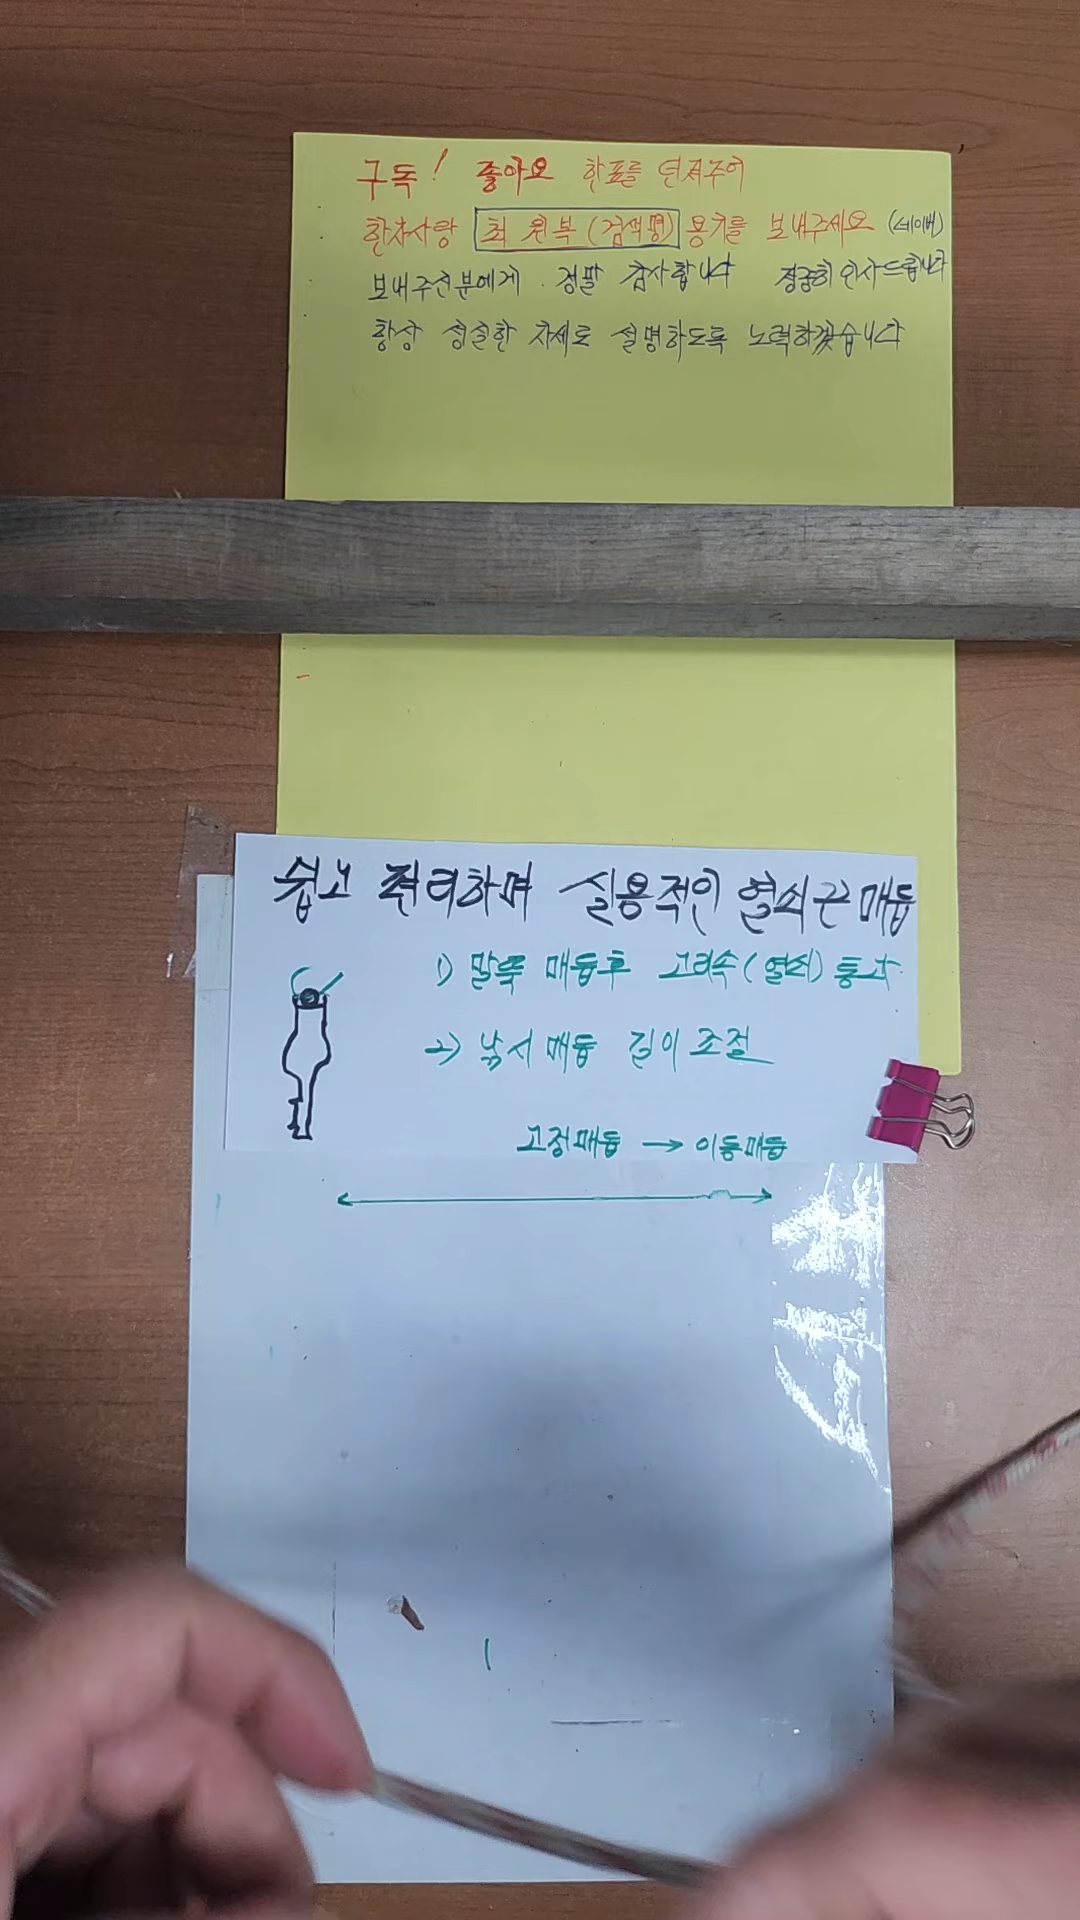 구독! 좋아요 한표를 던져주어
한자사랑 최 원복 (검색명) 용기를 보내주세요 (네이버)
보내주신분에게. 정말 감사합니다 정중히 인사드립니다
항상 성실한 자세로 설명하도록 노력하겠습니다
쉽고 편리하며 실용적인 열쇠끈 매듭
1) 말뚝 매듭후 고리속(열쇠) 통과
2) 낚시매듭 길이 조절
고정매듭 → 이동매듭